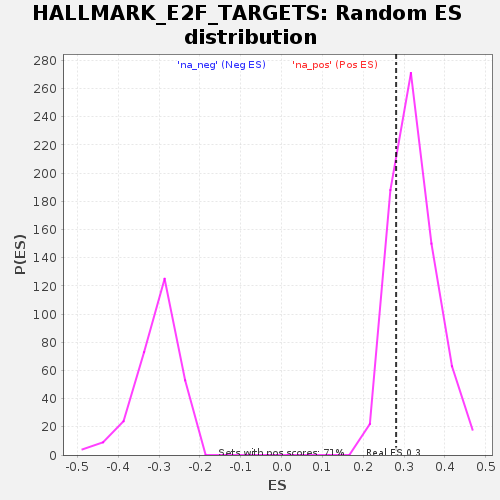 HALLMARK_E2F_TARGETS: Random ES
distribution
'na_neg' (Neg ES) 'na_pos' (Pos ES)
P(ES)
280
260
240
220
200
180
160
140
120
100
80
60
40
20
0
Sets with pos scores: 71% Real ES 0.3
-0.5 -0.4 -0.3 -0.2 -0.1 0.0 0.1 0.2 0.3 0.4 0.5
ES